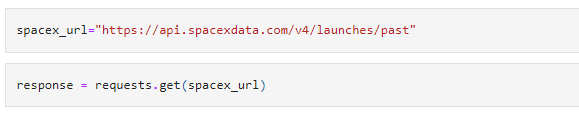 spacex_url="https://api.spacexdata.com/v4/launches/past"
response = requests.get(spacex_url)